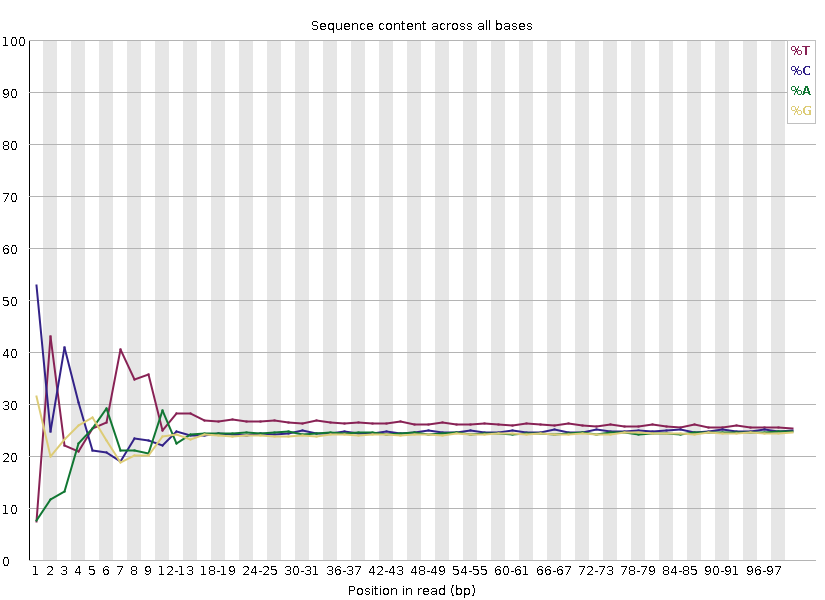 Sequence content across all bases
100
90
80
70
60
50
40
30
20
10
0
%T
%C
%A
%G
1 2 3 4 5 6 7 8 9 12-13 18-19 24-25 30-31 36-37 42-43 48-49 54-55 60-61 66-67 72-73 78-79 84-85 90-91 96-97
Position in read (bp)